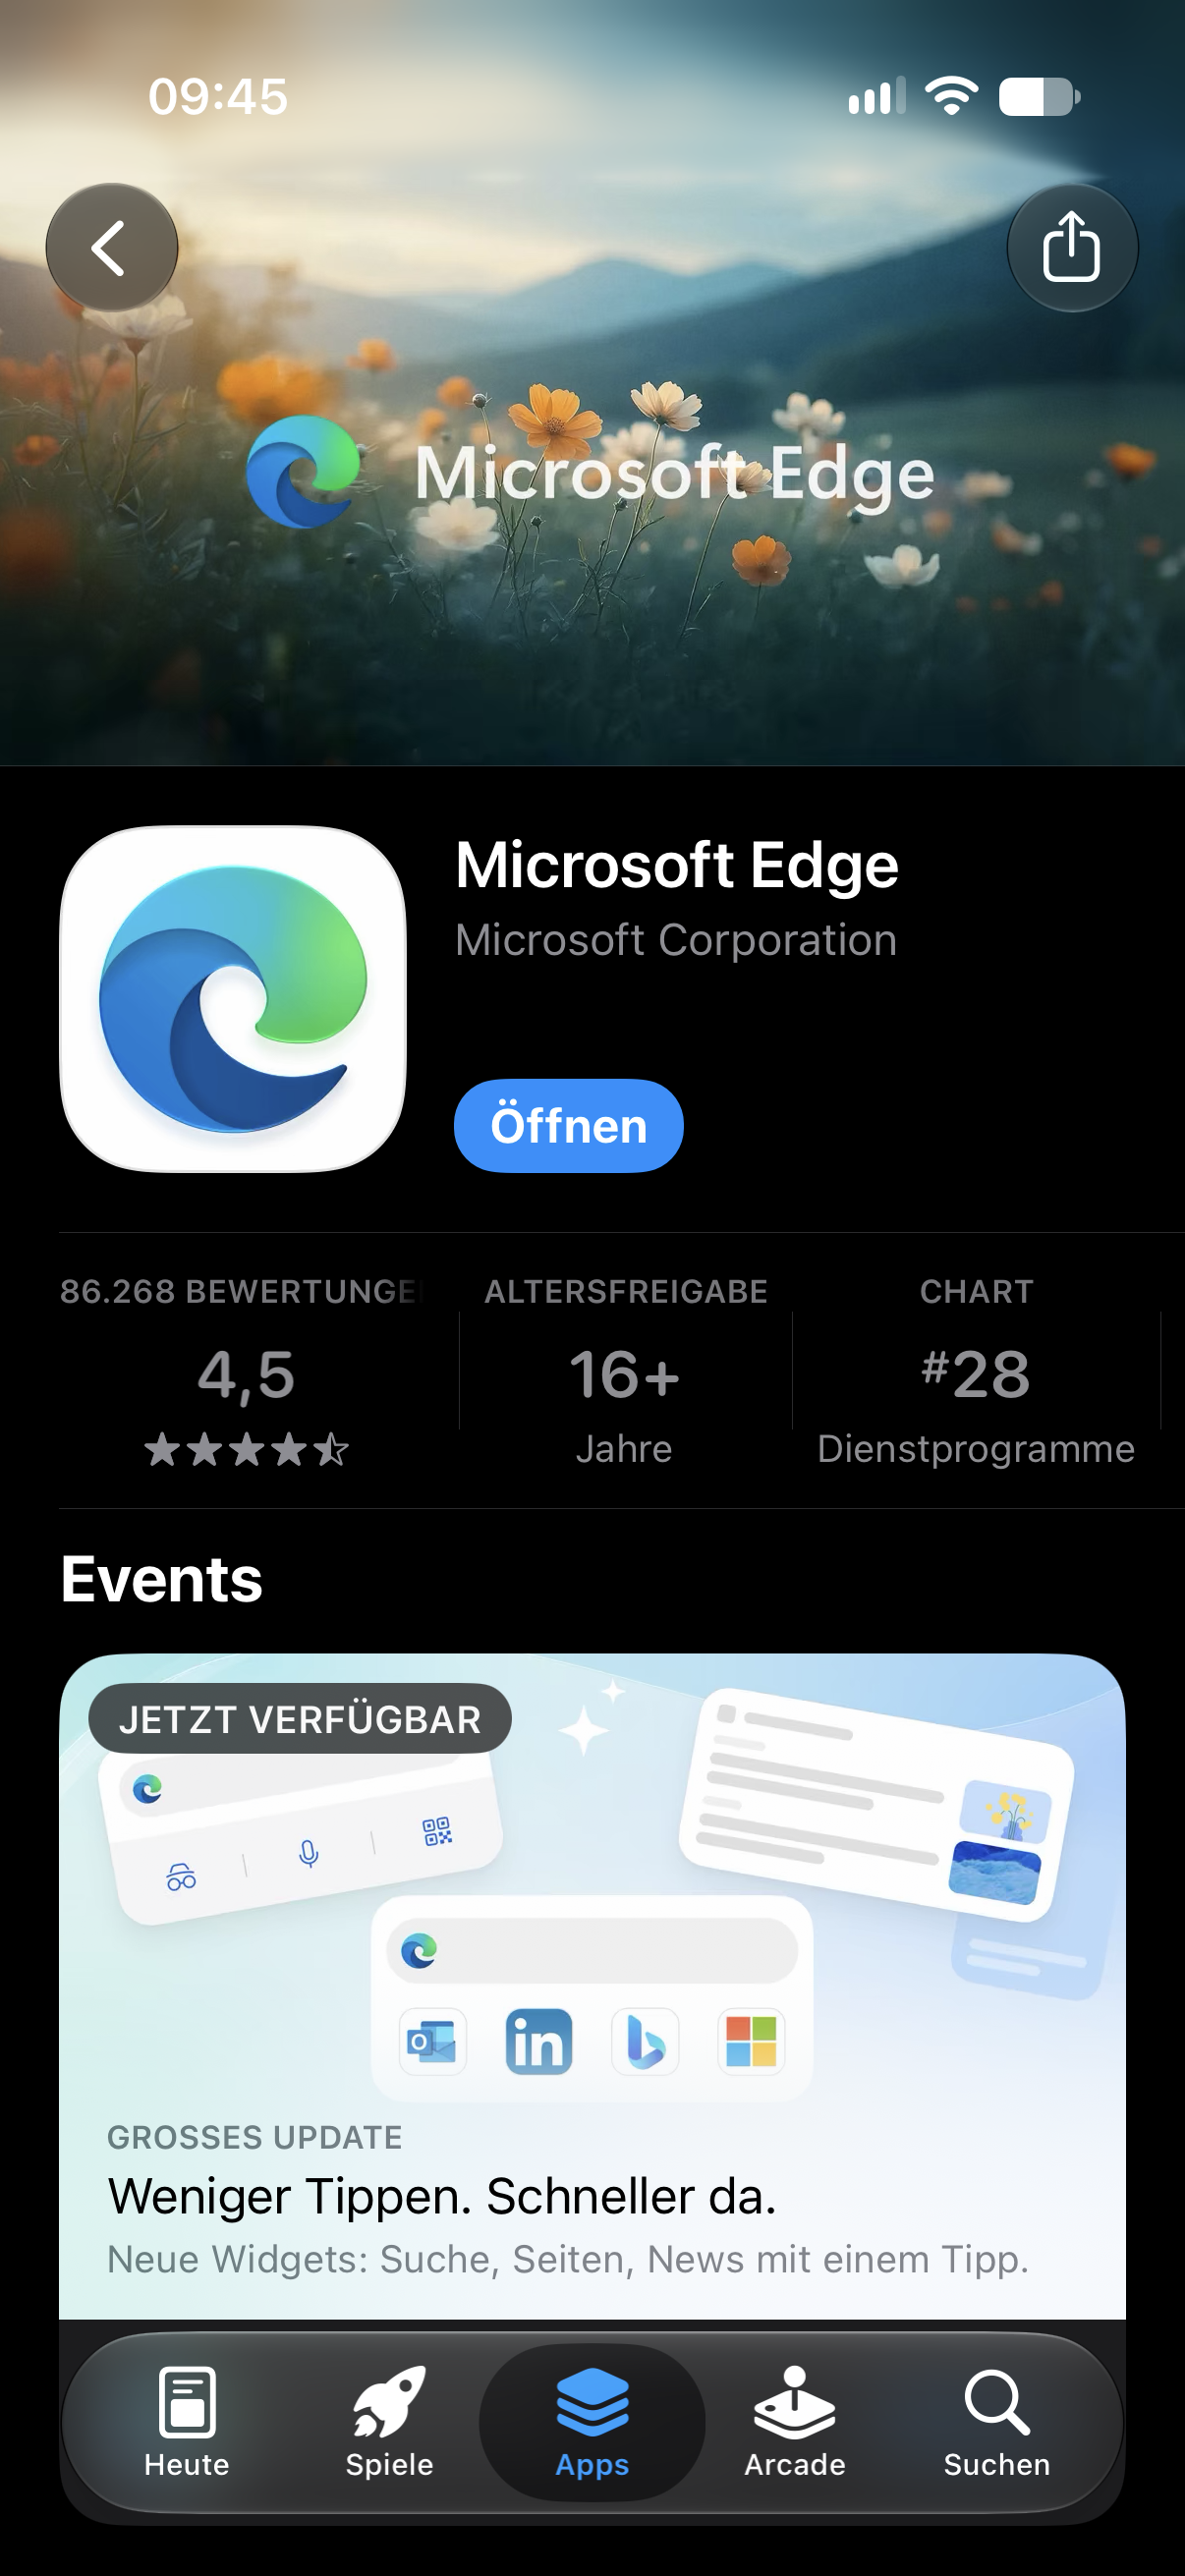 09:45
Microsoft Edge
Microsoft Edge
Microsoft Corporation
Öffnen
86.268 BEWERTUNGE
4,5
ALTERSFREIGABE
16+
Jahre
CHART
#28
Dienstprogramme
Events
JETZT VERFÜGBAR
GROSSES UPDATE
Weniger Tippen. Schneller da.
Neue Widgets: Suche, Seiten, News mit einem Tipp.
Heute
Spiele
Apps
Arcade
Suchen